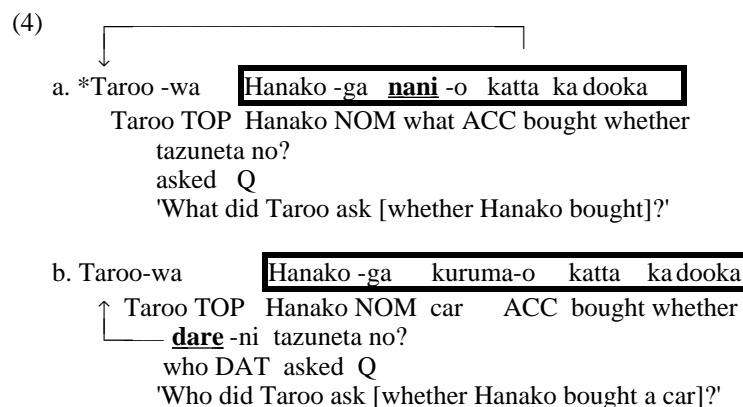 (4)
a. *Taroo -wa Hanako -ga nani -o katta ka dooka
Taroo TOP Hanako NOM what ACC bought whether
tazuneta no?
asked Q
'What did Taroo ask [whether Hanako bought]?'
b. Taroo-wa Hanako -ga kuruma-o katta ka dooka
Taroo TOP Hanako NOM car ACC bought whether
dare -ni tazuneta no?
who DAT asked Q
'Who did Taroo ask [whether Hanako bought a car]?'